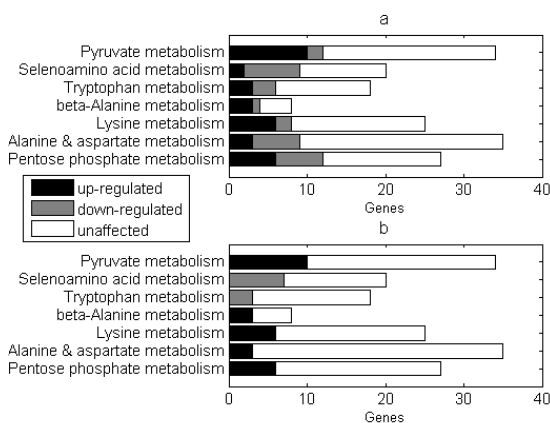 a
Pyruvate metabolism
Selenoamino acid metabolism
Tryptophan metabolism
beta-Alanine metabolism
Lysine metabolism
Alanine & aspartate metabolism
Pentose phosphate metabolism
0 10 20 30 40
Genes
up-regulated
down-regulated
unaffected
b
Pyruvate metabolism
Selenoamino acid metabolism
Tryptophan metabolism
beta-Alanine metabolism
Lysine metabolism
Alanine & aspartate metabolism
Pentose phosphate metabolism
0 10 20 30 40
Genes